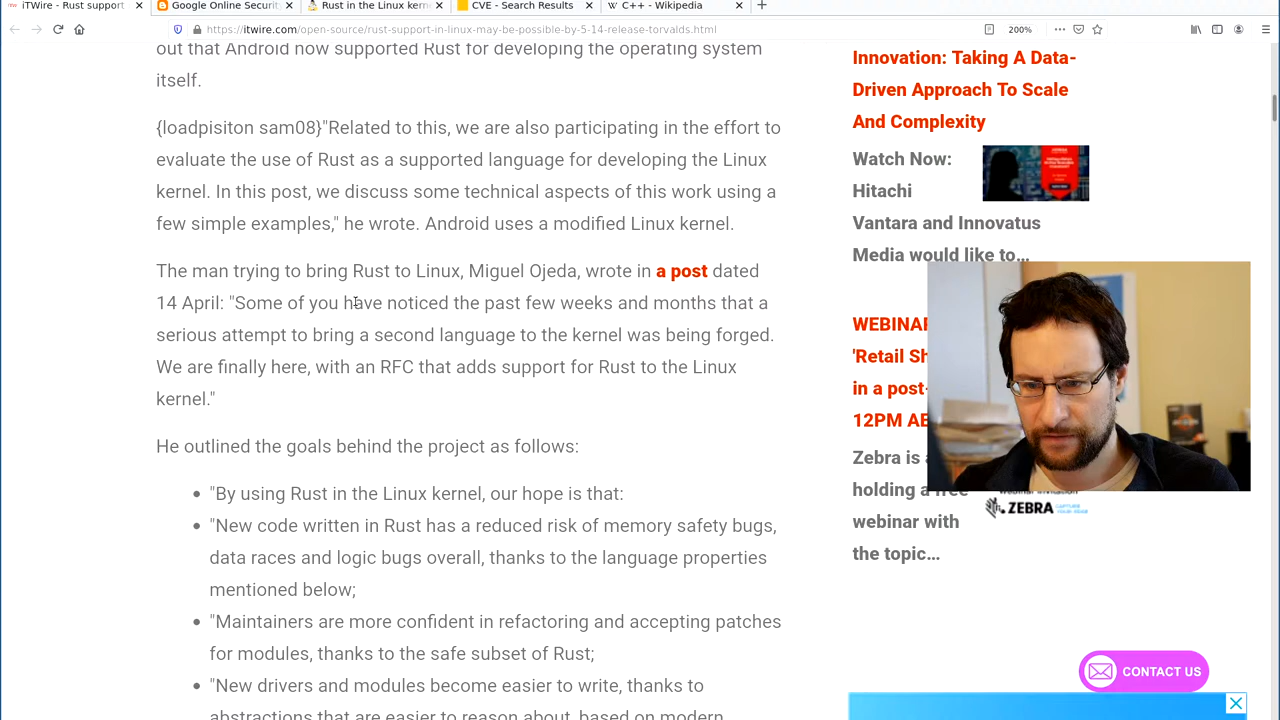 iTWire - Rust support
Google Online Securit
Rust in the Linux kerne
CVE - Search Results
W C++ - Wikipedia
https://itwire.com/open-source/rust-support-in-linux-may-be-possible-by-5-14-release-torvalds.html
200%
out that Android now supported Rust for developing the operating system
itself.
{loadpisition sam08}"Related to this, we are also participating in the effort to
evaluate the use of Rust as a supported language for developing the Linux
kernel. In this post, we discuss some technical aspects of this work using a
few simple examples," he wrote. Android uses a modified Linux kernel.
The man trying to bring Rust to Linux, Miguel Ojeda, wrote in a post dated
14 April: "Some of you have noticed the past few weeks and months that a
serious attempt to bring a second language to the kernel was being forged.
We are finally here, with an RFC that adds support for Rust to the Linux
kernel."
He outlined the goals behind the project as follows:
"By using Rust in the Linux kernel, our hope is that:
"New code written in Rust has a reduced risk of memory safety bugs,
data races and logic bugs overall, thanks to the language properties
mentioned below;
"Maintainers are more confident in refactoring and accepting patches
for modules, thanks to the safe subset of Rust;
"New drivers and modules become easier to write, thanks to
abstractions that are easier to reason about, based on modern
Innovation: Taking A Data-
Driven Approach To Scale
And Complexity
Watch Now:
Hitachi
Vantara and Innovatus
Media would like to…
WEBINAR
'Retail Sh
in a post-
12PM AE
Zebra is a
holding a free
webinar with
the topic…
ZEBRA
CONTACT US